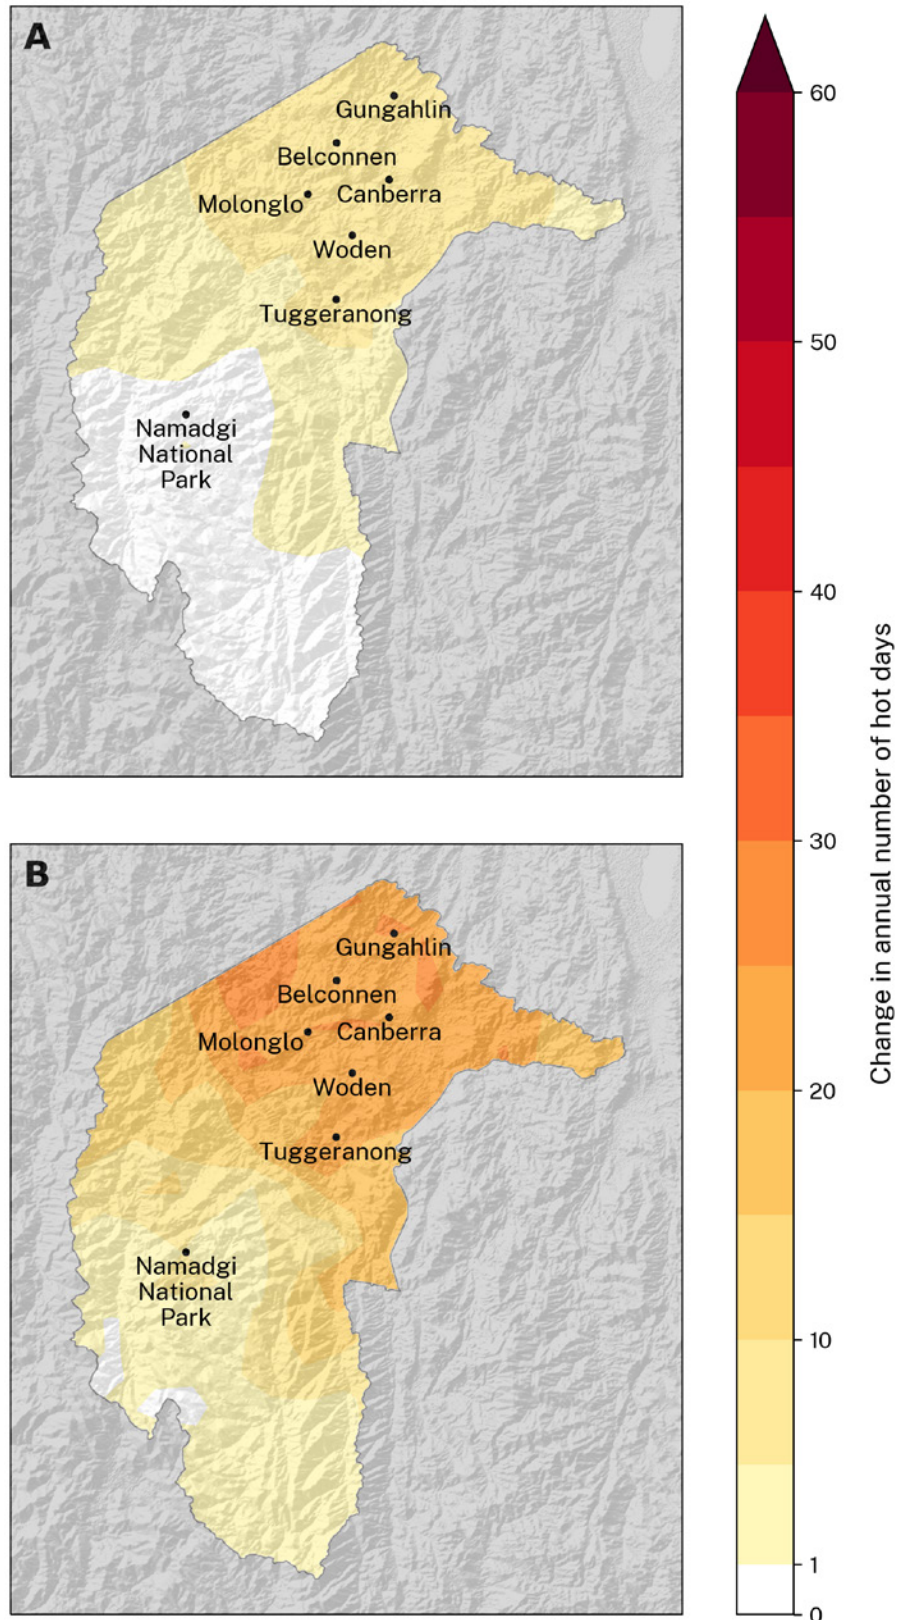 A
Gungahlin
Belconnen
Molonglo
Canberra
Woden
Tuggeranong
Namadgi
National
Park
B
Gungahlin
Belconnen
Molonglo
Canberra
Woden
Tuggeranong
Namadgi
National
Park
60
50
40
30
20
10
1
0
Change in annual number of hot days